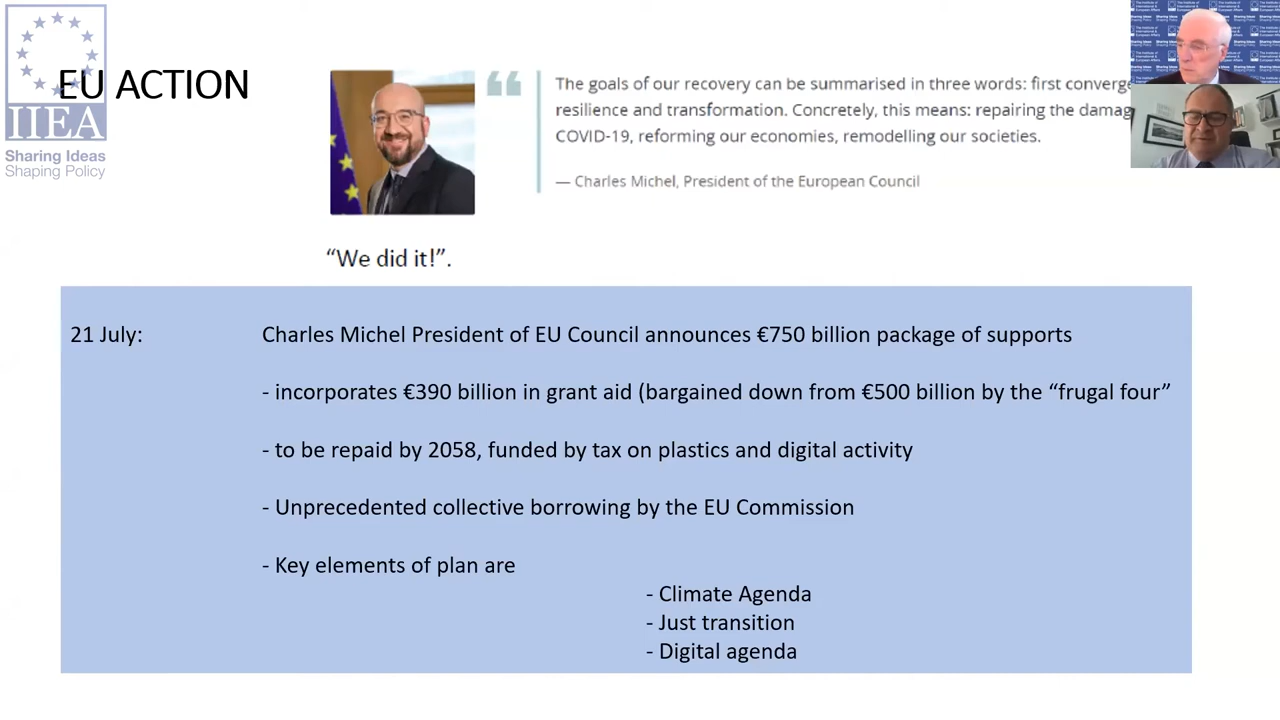 EU ACTION
IIEA
Sharing Ideas
Shaping Policy
The goals of our recovery can be summarised in three words: first
resilience and transformation. Concretely, this means: repairing the
COVID-19, reforming our economies, remodelling our societies.
— Charles Michel, President of the European Council
“We did it!”.
21 July: Charles Michel President of EU Council announces €750 billion package of supports
- incorporates €390 billion in grant aid (bargained down from €500 billion by the “frugal four”
- to be repaid by 2058, funded by tax on plastics and digital activity
- Unprecedented collective borrowing by the EU Commission
- Key elements of plan are
- Climate Agenda
- Just transition
- Digital agenda